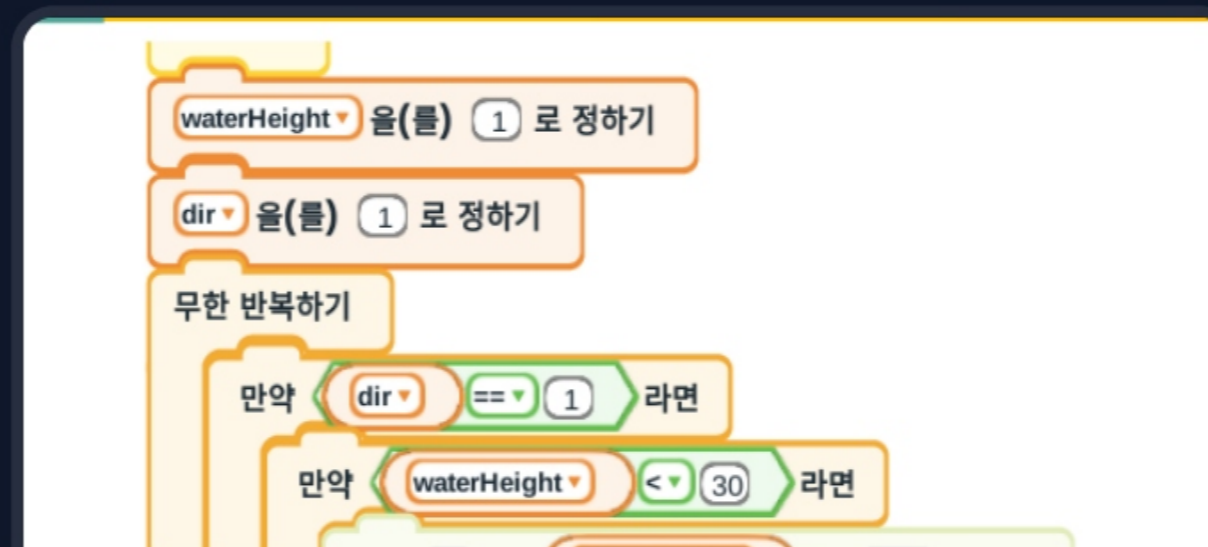 waterHeight ▼ 을(를) 1 로 정하기
dir ▼ 을(를) 1 로 정하기
무한 반복하기
만약 dir ▼ == ▼ 1 라면
만약 waterHeight ▼ < ▼ 30 라면